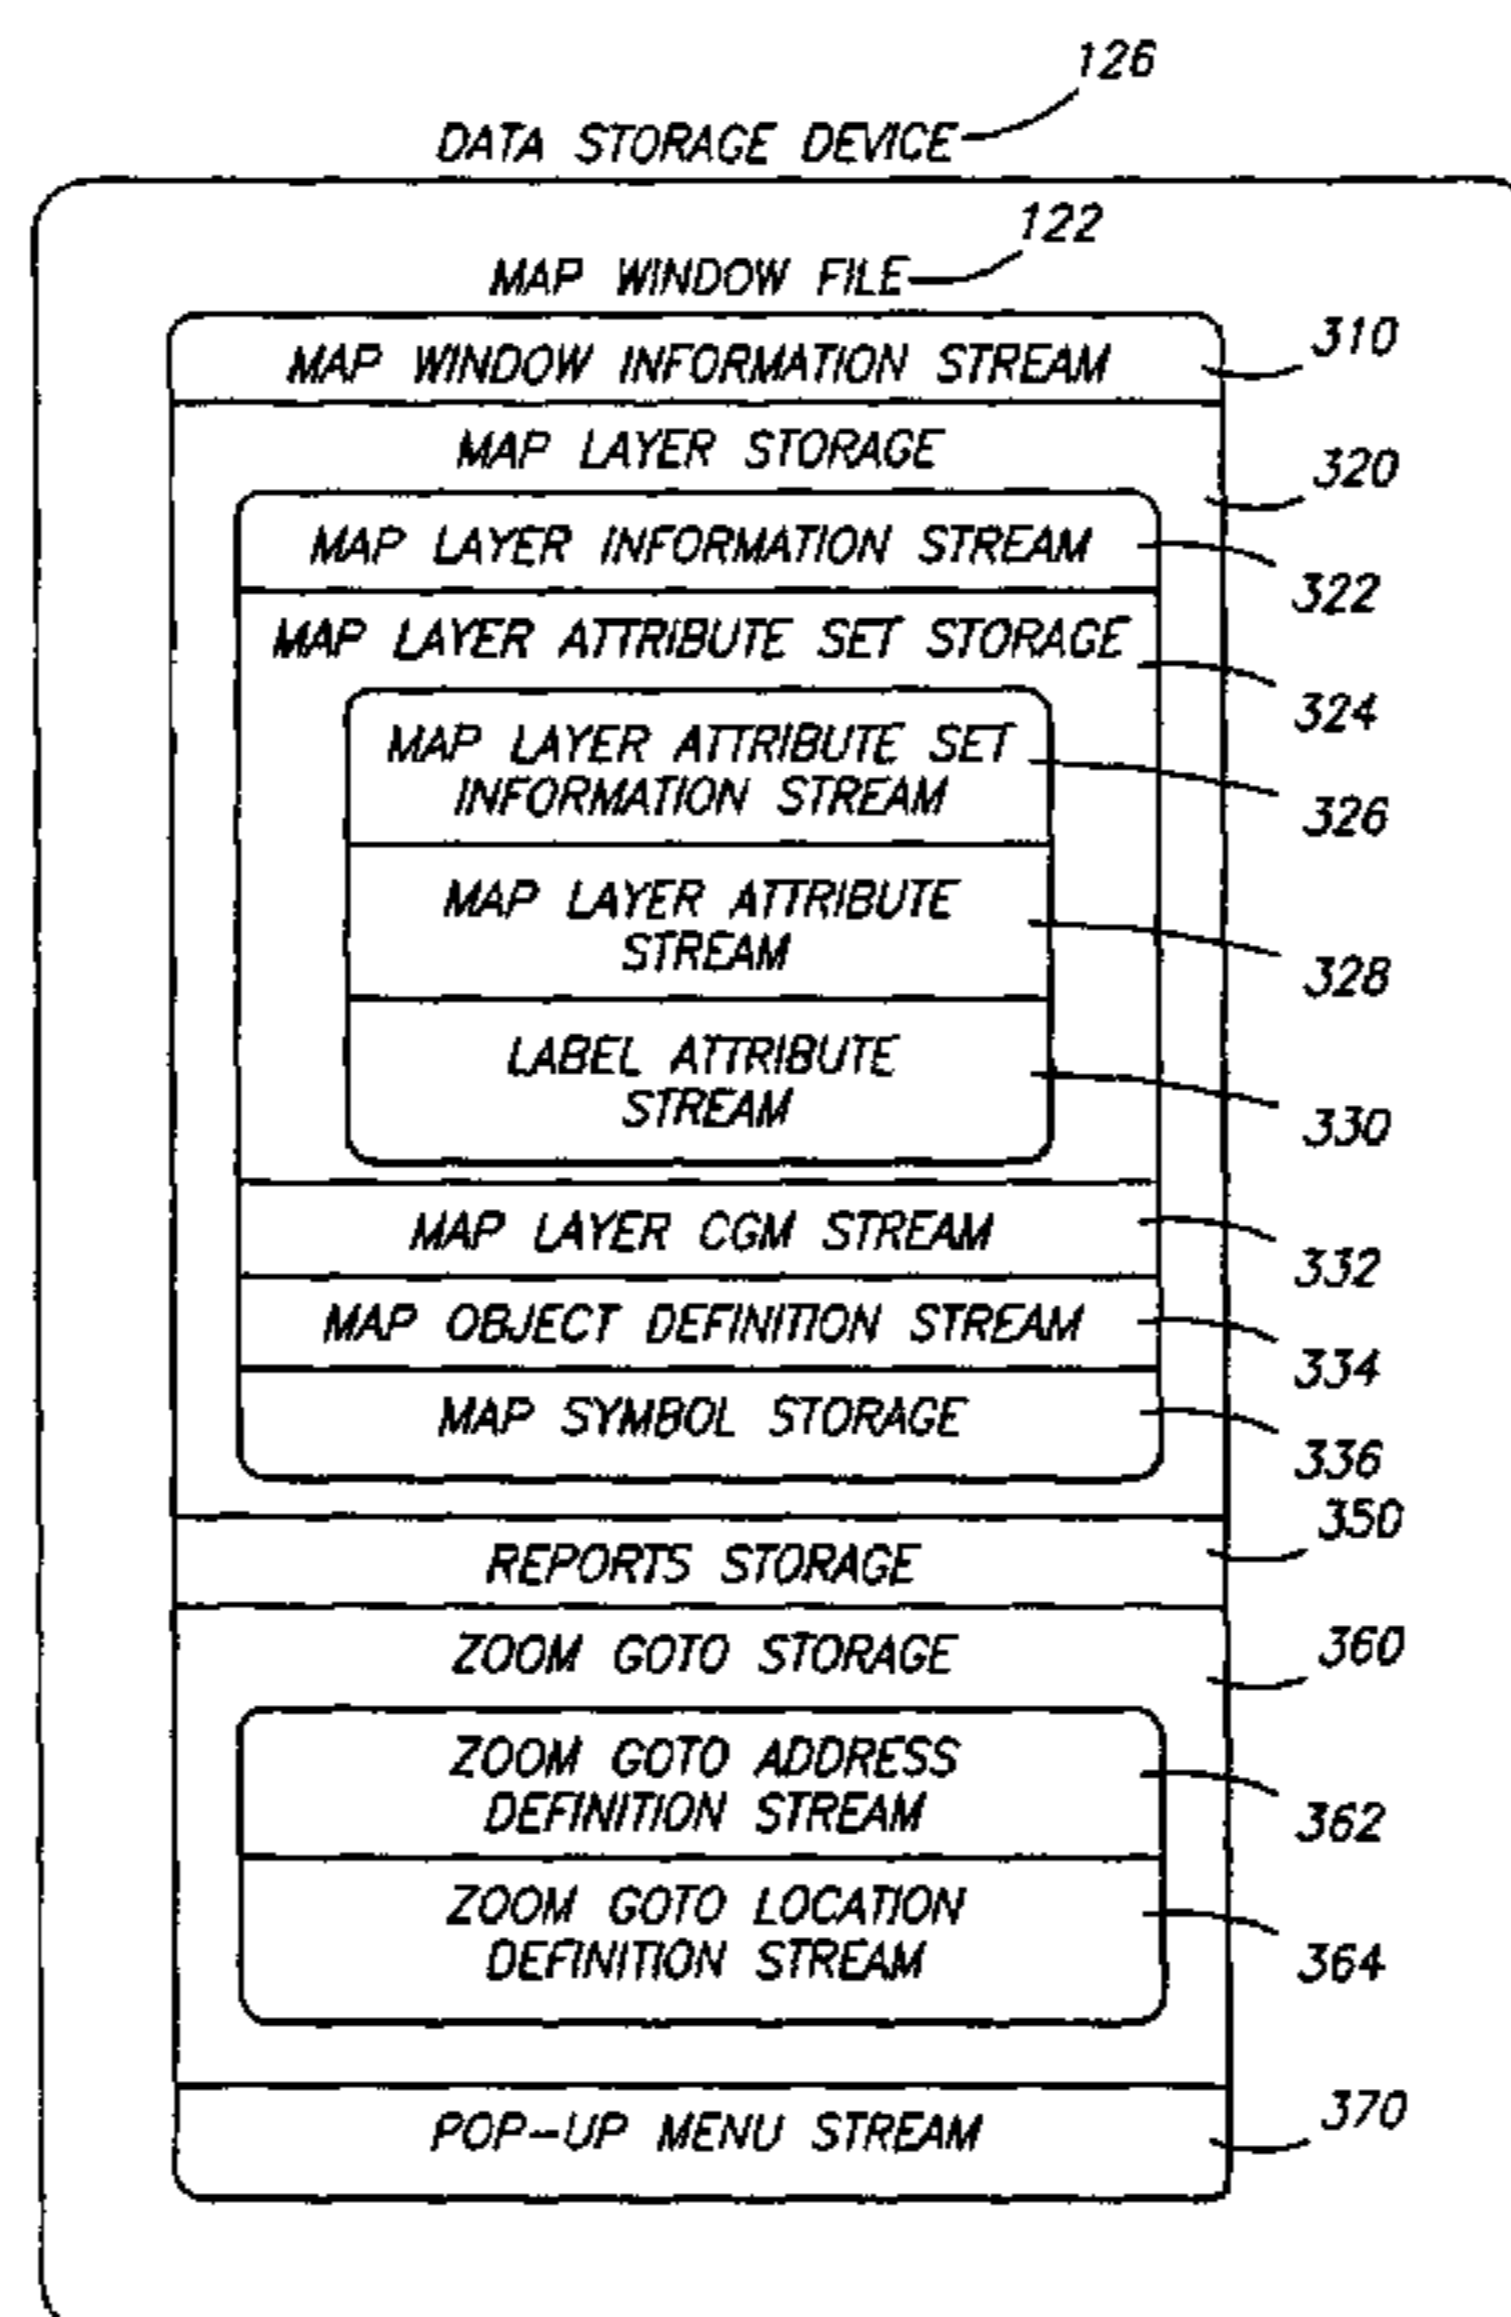 126
DATA STORAGE DEVICE
122
MAP WINDOW FILE
310
MAP WINDOW INFORMATION STREAM
MAP LAYER STORAGE
320
MAP LAYER INFORMATION STREAM
322
MAP LAYER ATTRIBUTE SET STORAGE
324
MAP LAYER ATTRIBUTE SET
INFORMATION STREAM
326
MAP LAYER ATTRIBUTE
STREAM
328
LABEL ATTRIBUTE
STREAM
330
MAP LAYER CGM STREAM
332
MAP OBJECT DEFINITION STREAM
334
MAP SYMBOL STORAGE
336
350
REPORTS STORAGE
360
ZOOM GOTO STORAGE
ZOOM GOTO ADDRESS
DEFINITION STREAM
362
ZOOM GOTO LOCATION
DEFINITION STREAM
364
370
POP-UP MENU STREAM